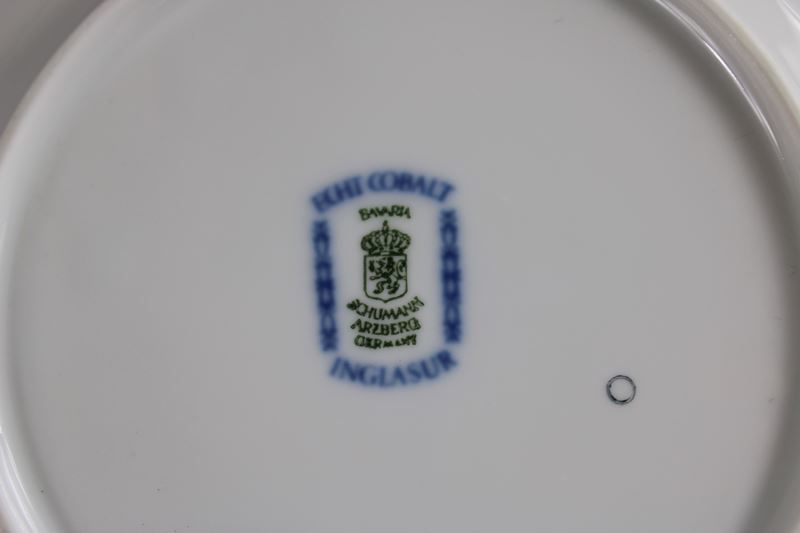 ECHT COBALT
BAVARIA
SCHUMANN
ARZBERG
GERMANY
INGLASUR